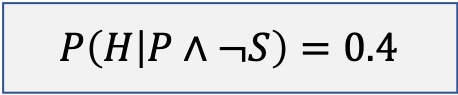 P(H|P ∧ ¬S) = 0.4